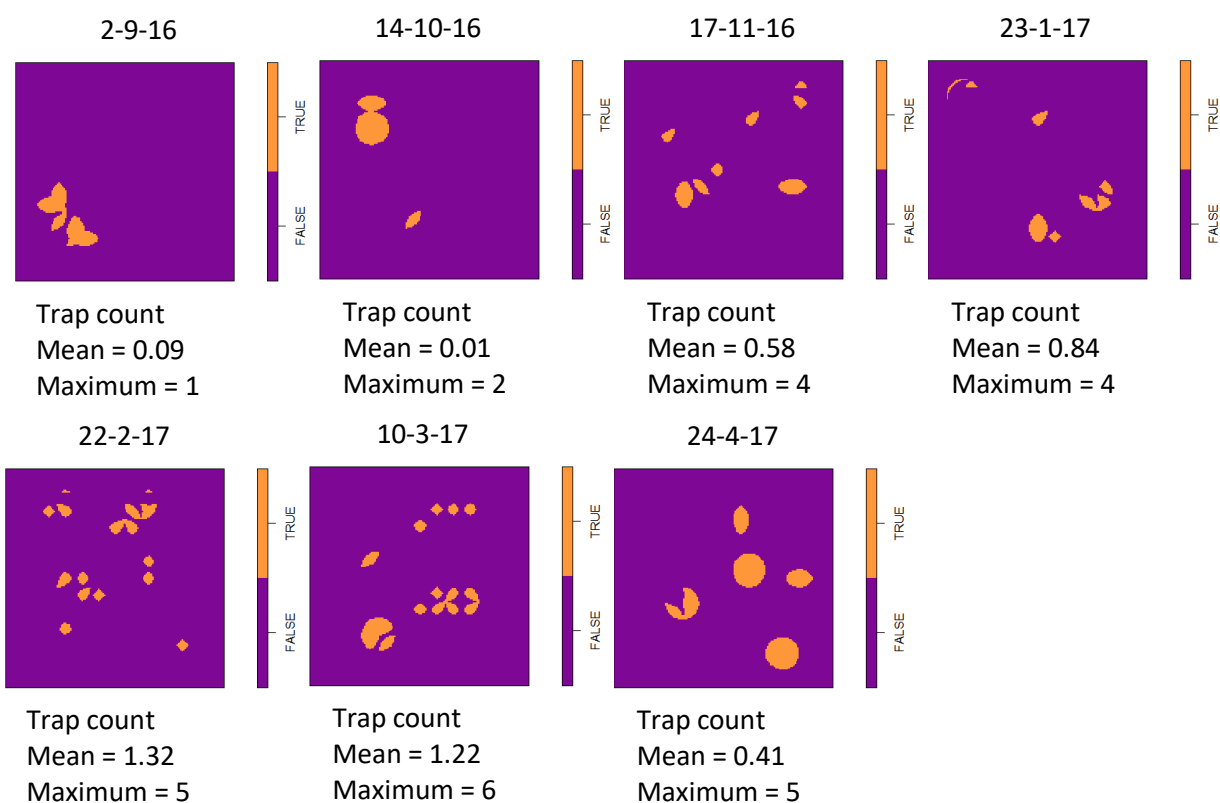 2-9-16
14-10-16
17-11-16
23-1-17
TRUE
FALSE
TRUE
FALSE
TRUE
FALSE
TRUE
FALSE
Trap count
Mean = 0.09
Maximum = 1
Trap count
Mean = 0.01
Maximum = 2
Trap count
Mean = 0.58
Maximum = 4
Trap count
Mean = 0.84
Maximum = 4
22-2-17
10-3-17
24-4-17
TRUE
FALSE
TRUE
FALSE
TRUE
FALSE
Trap count
Mean = 1.32
Maximum = 5
Trap count
Mean = 1.22
Maximum = 6
Trap count
Mean = 0.41
Maximum = 5